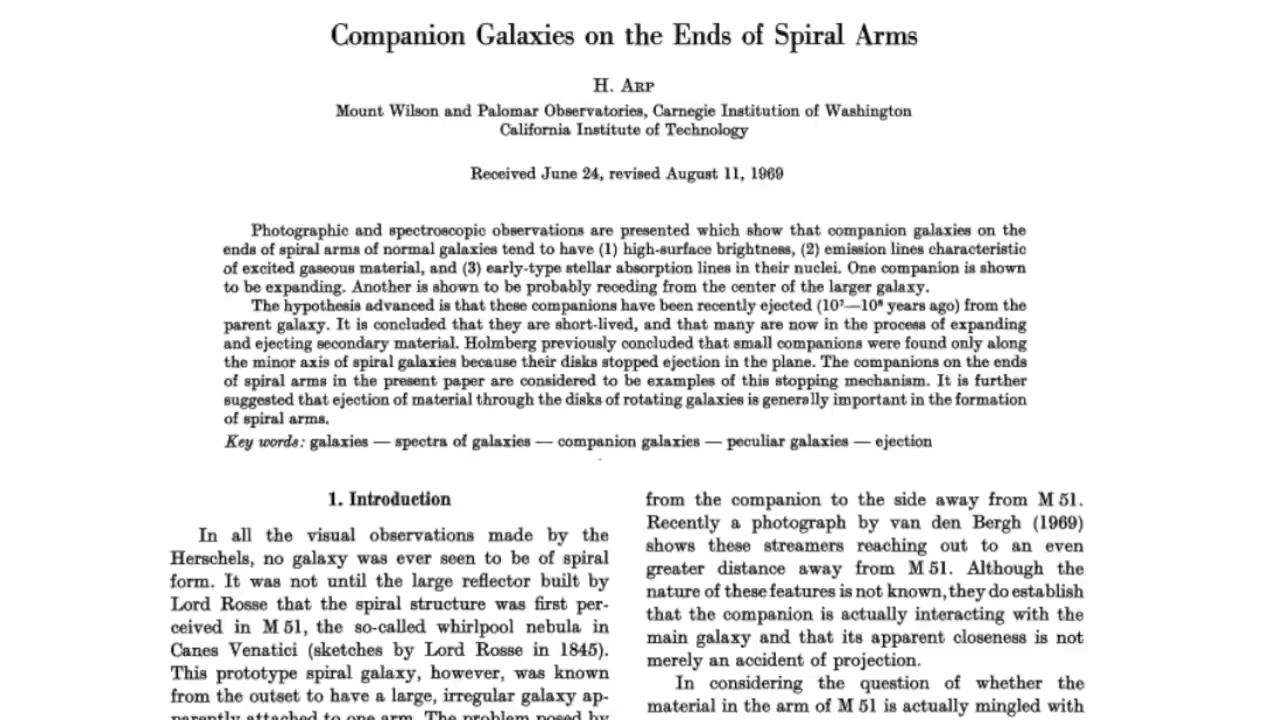 Companion Galaxies on the Ends of Spiral Arms
H. ARP
Mount Wilson and Palomar Observatories, Carnegie Institution of Washington
California Institute of Technology
Received June 24, revised August 11, 1969
Photographic and spectroscopic observations are presented which show that companion galaxies on the
ends of spiral arms of normal galaxies tend to have (1) high-surface brightness, (2) emission lines characteristic
of excited gaseous material, and (3) early-type stellar absorption lines in their nuclei. One companion is shown
to be expanding. Another is shown to be probably receding from the center of the larger galaxy.
The hypothesis advanced is that these companions have been recently ejected (10⁷—10⁸ years ago) from the
parent galaxy. It is concluded that they are short-lived, and that many are now in the process of expanding
and ejecting secondary material. Holmberg previously concluded that small companions were found only along
the minor axis of spiral galaxies because their disks stopped ejection in the plane. The companions on the ends
of spiral arms in the present paper are considered to be examples of this stopping mechanism. It is further
suggested that ejection of material through the disks of rotating galaxies is generally important in the formation
of spiral arms.
Key words: galaxies — spectra of galaxies — companion galaxies — peculiar galaxies — ejection
1. Introduction
In all the visual observations made by the
Herschels, no galaxy was ever seen to be of spiral
form. It was not until the large reflector built by
Lord Rosse that the spiral structure was first per-
ceived in M 51, the so-called whirlpool nebula in
Canes Venatici (sketches by Lord Rosse in 1845).
This prototype spiral galaxy, however, was known
from the outset to have a large, irregular galaxy ap-
parently attached to one arm. The problem posed by
from the companion to the side away from M 51.
Recently a photograph by van den Bergh (1969)
shows these streamers reaching out to an even
greater distance away from M 51. Although the
nature of these features is not known, they do establish
that the companion is actually interacting with the
main galaxy and that its apparent closeness is not
merely an accident of projection.
In considering the question of whether the
material in the arm of M 51 is actually mingled with